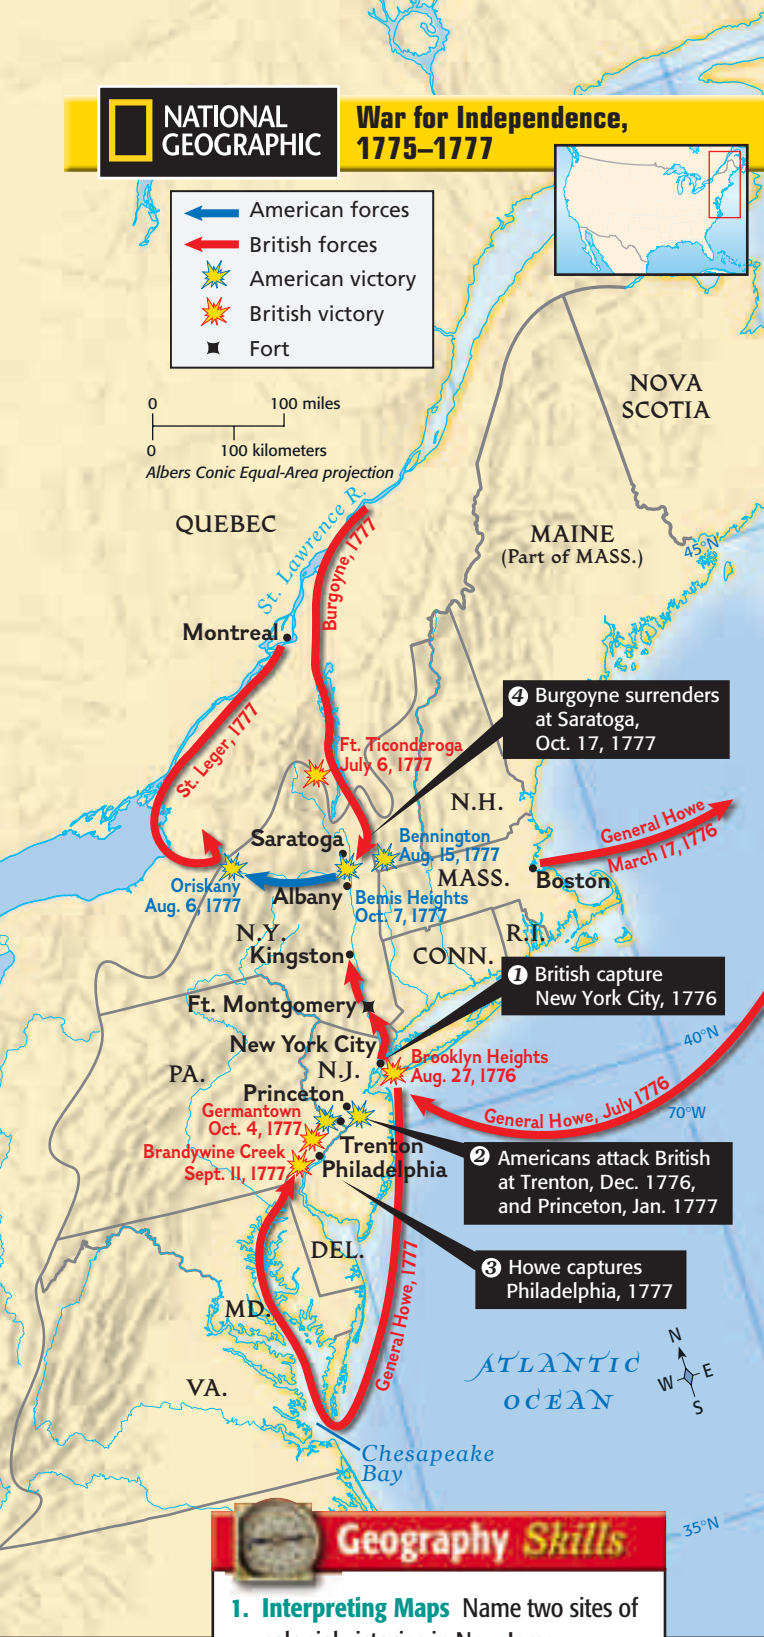 NATIONAL
GEOGRAPHIC
War for Independence,
1775–1777
American forces
British forces
American victory
British victory
Fort
0
100 miles
0
100 kilometers
Albers Conic Equal-Area projection
NOVA
SCOTIA
QUEBEC
St. Lawrence R.
MAINE
(Part of MASS.)
45°N
Burgoyne, 1777
Montreal
St. Leger, 1777
❹ Burgoyne surrenders
at Saratoga,
Oct. 17, 1777
Ft. Ticonderoga
July 6, 1777
N.H.
General Howe
March 17, 1776
Saratoga
Bennington
Aug. 15, 1777
MASS.
Boston
Oriskany
Aug. 6, 1777
Albany
Bemis Heights
Oct. 7, 1777
N.Y.
R.I.
Kingston
CONN.
❶ British capture
New York City, 1776
Ft. Montgomery
New York City
40°N
Brooklyn Heights
Aug. 27, 1776
PA.
N.J.
Princeton
General Howe, July 1776
70°W
Germantown
Oct. 4, 1777
Trenton
Brandywine Creek
Sept. 11, 1777
Philadelphia
❷ Americans attack British
at Trenton, Dec. 1776,
and Princeton, Jan. 1777
DEL.
❸ Howe captures
Philadelphia, 1777
General Howe, 1777
MD.
VA.
ATLANTIC
OCEAN
N
W
E
S
Chesapeake
Bay
35°N
Geography Skills
1. Interpreting Maps Name two sites of